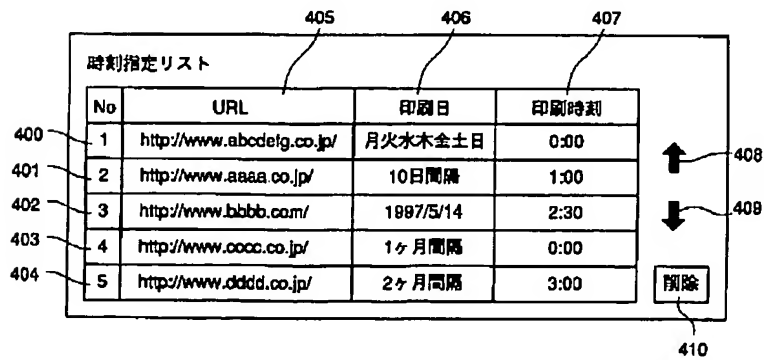 405 406 407
時刻指定リスト
No URL 印刷日 印刷時刻
400 1 http://www.abcdefg.co.jp/ 月火水木金土日 0:00
408
401 2 http://www.aaaa.co.jp/ 10日間隔 1:00
402 3 http://www.bbbb.com/ 1997/5/14 2:30
409
403 4 http://www.cccc.co.jp/ 1ヶ月間隔 0:00
404 5 http://www.dddd.co.jp/ 2ヶ月間隔 3:00
削除
410